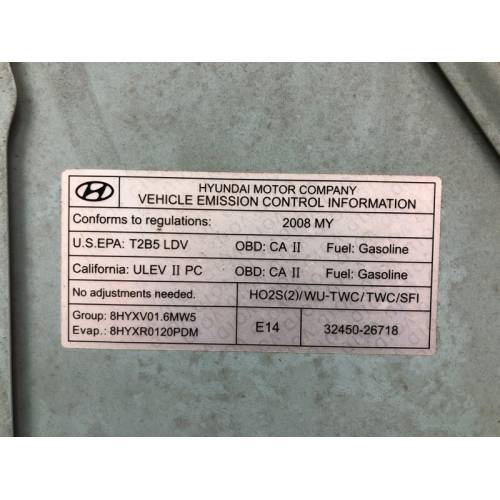 HYUNDAI MOTOR COMPANY
VEHICLE EMISSION CONTROL INFORMATION
Conforms to regulations: 2008 MY
U.S.EPA: T2B5 LDV OBD: CA II Fuel: Gasoline
California: ULEV II PC OBD: CA II Fuel: Gasoline
No adjustments needed. HO2S(2)/WU-TWC/TWC/SFI
Group: 8HYXV01.6MW5
Evap.: 8HYXR0120PDM
E14
32450-26718